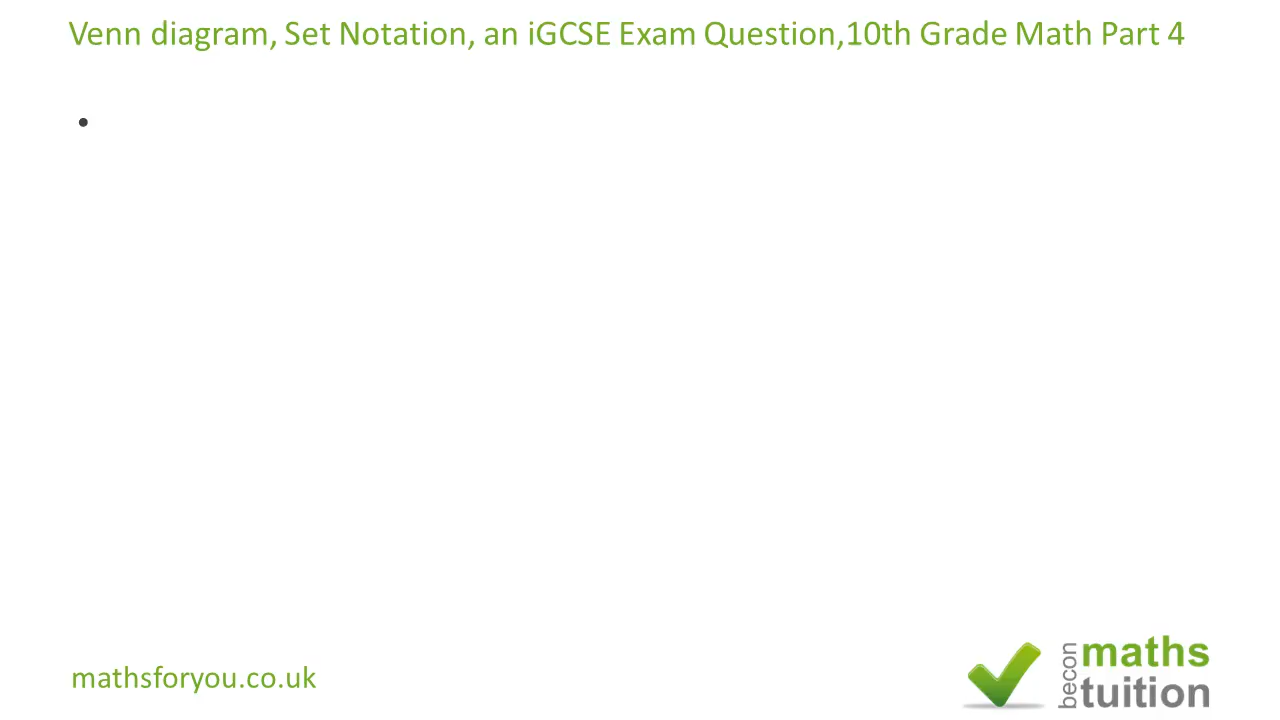 Venn diagram, Set Notation, an iGCSE Exam Question,10th Grade Math Part 4
•
mathsforyou.co.uk
becon
maths
tuition